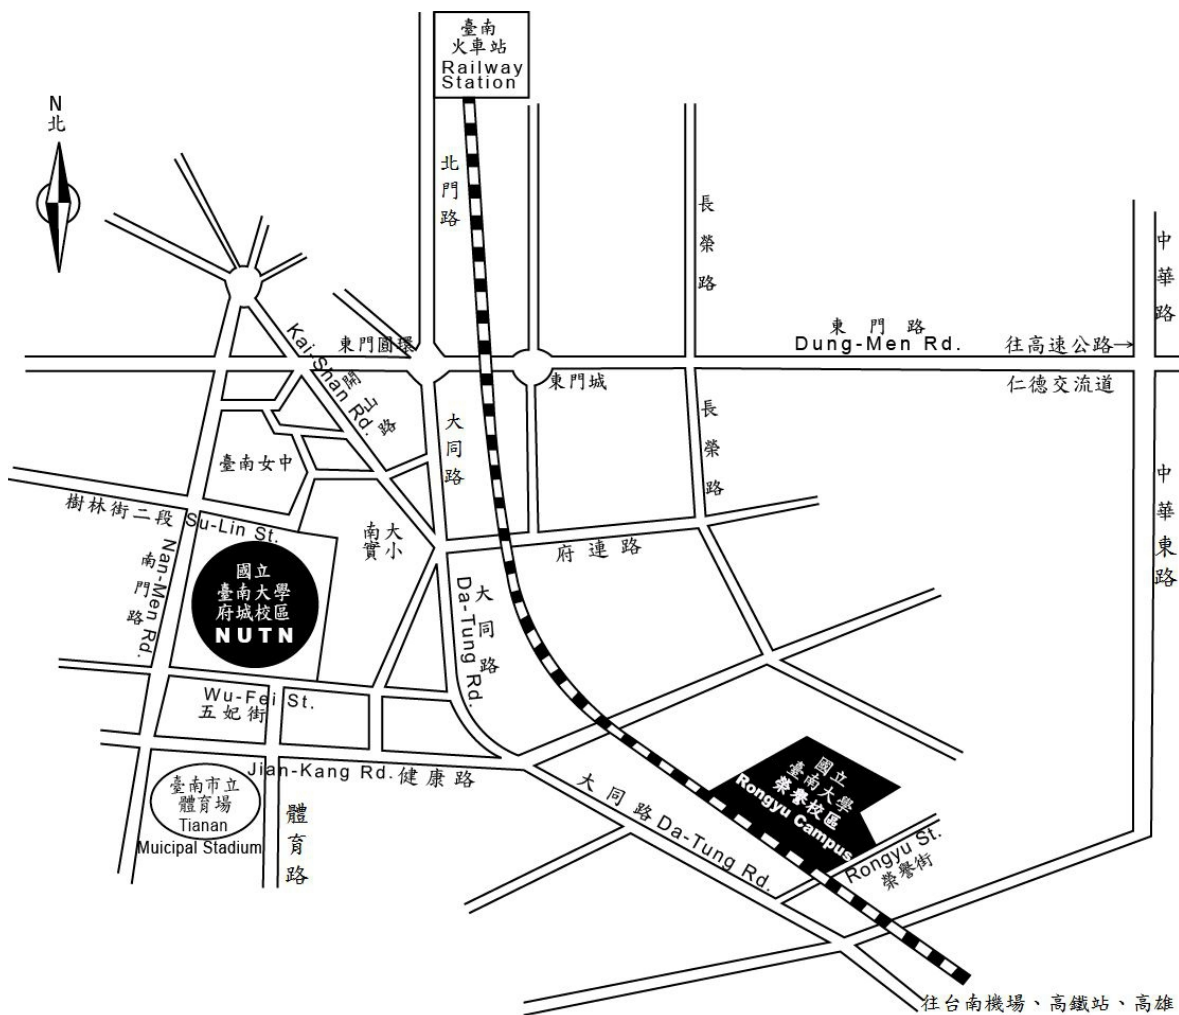 臺南
火車站
Railway
Station
N
北
北門路
長榮路
中華路
東門路
Dung-Men Rd.
往高速公路→
仁德交流道
東門圓環
東門城
Kai-Shan Rd.
開山路
大同路
長榮路
中華東路
臺南女中
樹林街二段
Su-Lin St.
南大
實小
府連路
南門路
Nan-Men Rd.
國立
臺南大學
府城校區
NUTN
大同路
Da-Tung Rd.
Wu-Fei St.
五妃街
Jian-Kang Rd. 健康路
臺南市立
體育場
Tianan
Muicipal Stadium
體育路
大同路 Da-Tung Rd.
國立
臺南大學
榮譽校區
Rongyu Campus
Rongyu St.
榮譽街
往台南機場、高鐵站、高雄